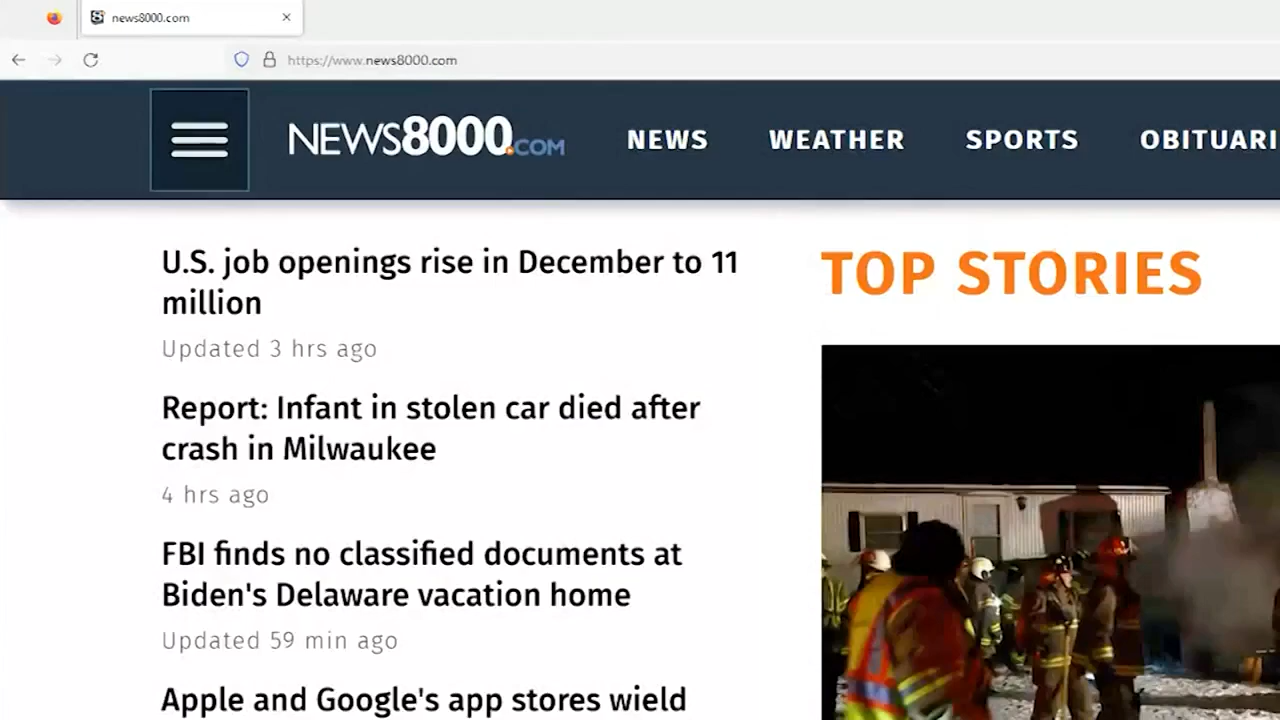 news8000.com
https://www.news8000.com
NEWS8000.COM
NEWS WEATHER SPORTS OBITUARI
U.S. job openings rise in December to 11
million
Updated 3 hrs ago
Report: Infant in stolen car died after
crash in Milwaukee
4 hrs ago
FBI finds no classified documents at
Biden's Delaware vacation home
Updated 59 min ago
Apple and Google's app stores wield
TOP STORIES